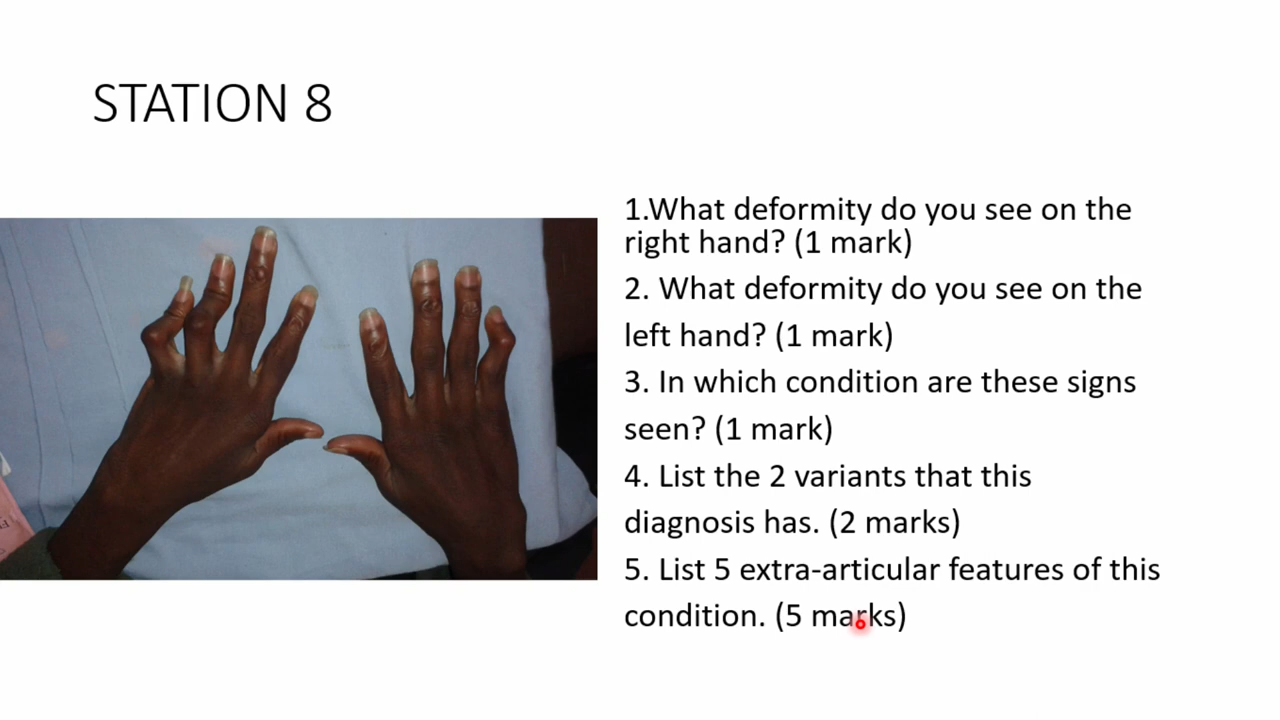 STATION 8
1.What deformity do you see on the
right hand? (1 mark)
2. What deformity do you see on the
left hand? (1 mark)
3. In which condition are these signs
seen? (1 mark)
4. List the 2 variants that this
diagnosis has. (2 marks)
5. List 5 extra-articular features of this
condition. (5 marks)